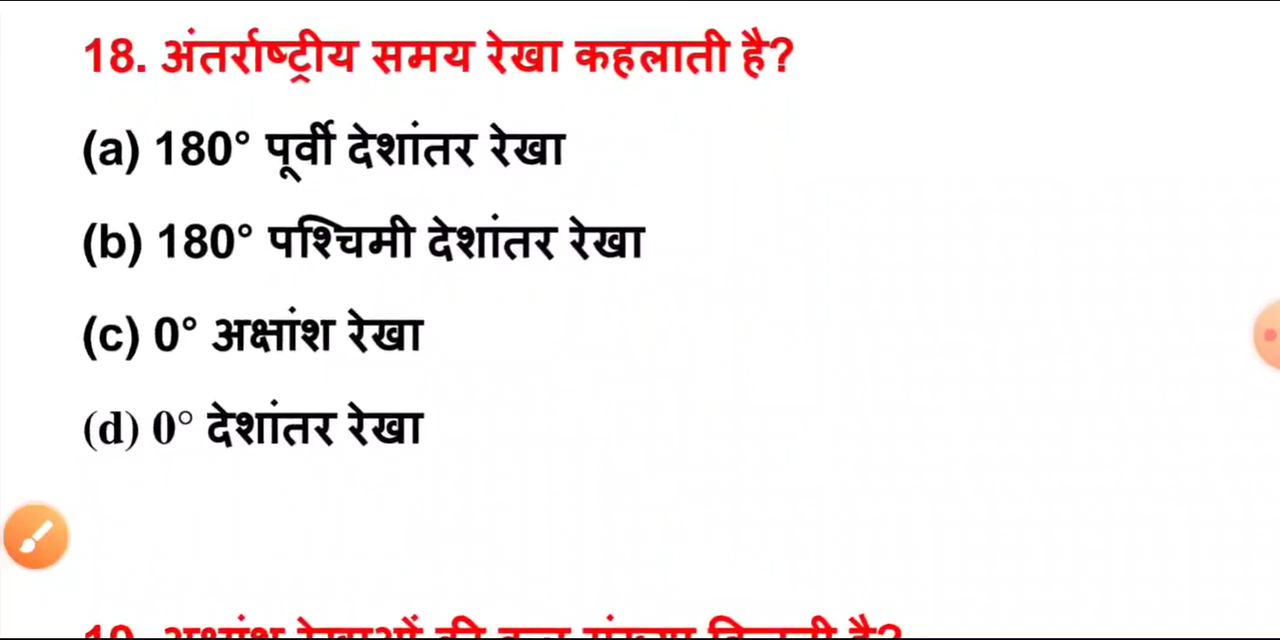 18. अंतर्राष्ट्रीय समय रेखा कहलाती है?
(a) 180° पूर्वी देशांतर रेखा
(b) 180° पश्चिमी देशांतर रेखा
(c) 0° अक्षांश रेखा
(d) 0° देशांतर रेखा